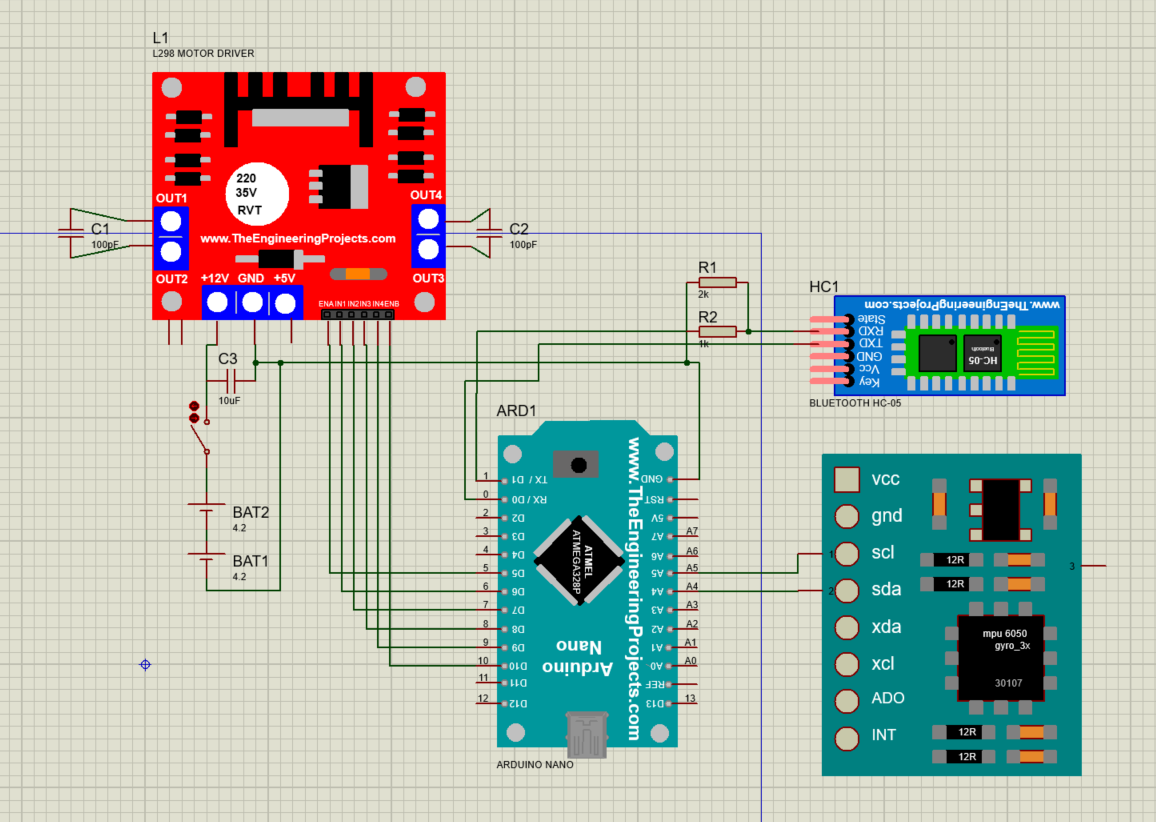 L1
L298 MOTOR DRIVER
220
35V
RVT
OUT1
OUT4
www.TheEngineeringProjects.com
OUT2
OUT3
+12V GND +5V
ENA IN1 IN2 IN3 IN4 ENB
C1
100pF
C2
100pF
C3
10uF
BAT2
4.2
BAT1
4.2
R1
2k
R2
1k
HC1
www.TheEngineeringProjects.com
State
RXD
TXD
GND
Vcc
Key
Bluetooth
HC-05
BLUETOOTH HC-05
ARD1
1
0
2
3
4
5
6
7
8
9
10
11
12
TX / D1
RX / D0
D2
D3
D4
D5
D6
D7
D8
D9
D10
D11
D12
ATMEL
ATMEGA328P
www.TheEngineeringProjects.com
Arduino
Nano
GND
RST
5V
A7
A6
A5
A4
A3
A2
A1
A0
REF
D13
A7
A6
A5
A4
A3
A2
A1
A0
13
ARDUINO NANO
vcc
gnd
1
scl
2
sda
xda
xcl
ADO
INT
12R
12R
mpu 6050
gyro_3x
30107
12R
12R
3